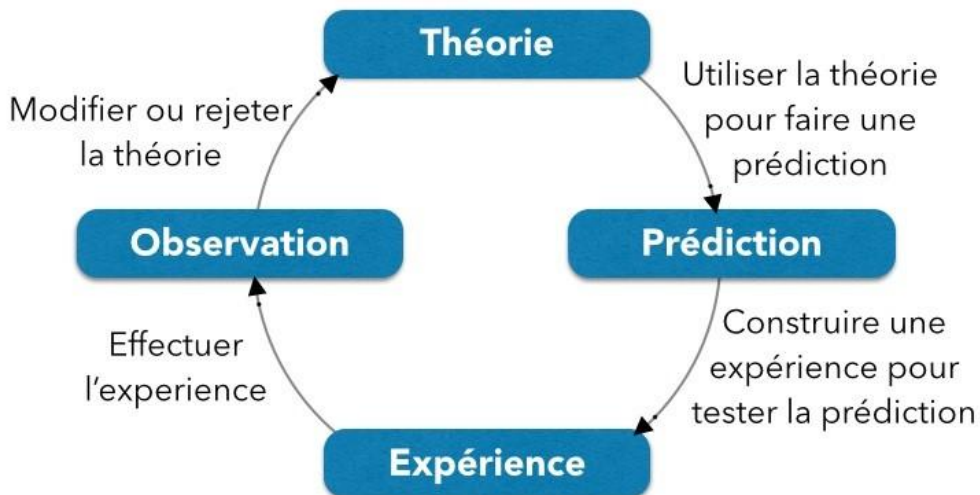 Théorie
Utiliser la théorie
pour faire une
prédiction
Prédiction
Construire une
expérience pour
tester la prédiction
Expérience
Effectuer
l’experience
Observation
Modifier ou rejeter
la théorie